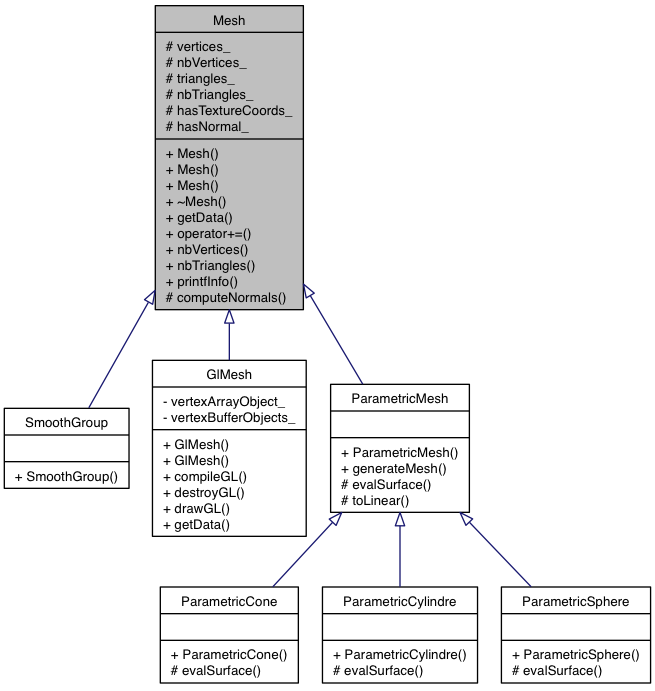 Mesh
# vertices_
# nbVertices_
# triangles_
# nbTriangles_
# hasTextureCoords_
# hasNormal_
+ Mesh()
+ Mesh()
+ Mesh()
+ ~Mesh()
+ getData()
+ operator+=()
+ nbVertices()
+ nbTriangles()
+ printfInfo()
# computeNormals()
SmoothGroup
+ SmoothGroup()
GlMesh
- vertexArrayObject_
- vertexBufferObjects_
+ GlMesh()
+ GlMesh()
+ compileGL()
+ destroyGL()
+ drawGL()
+ getData()
ParametricMesh
+ ParametricMesh()
+ generateMesh()
# evalSurface()
# toLinear()
ParametricCone
+ ParametricCone()
# evalSurface()
ParametricCylindre
+ ParametricCylindre()
# evalSurface()
ParametricSphere
+ ParametricSphere()
# evalSurface()